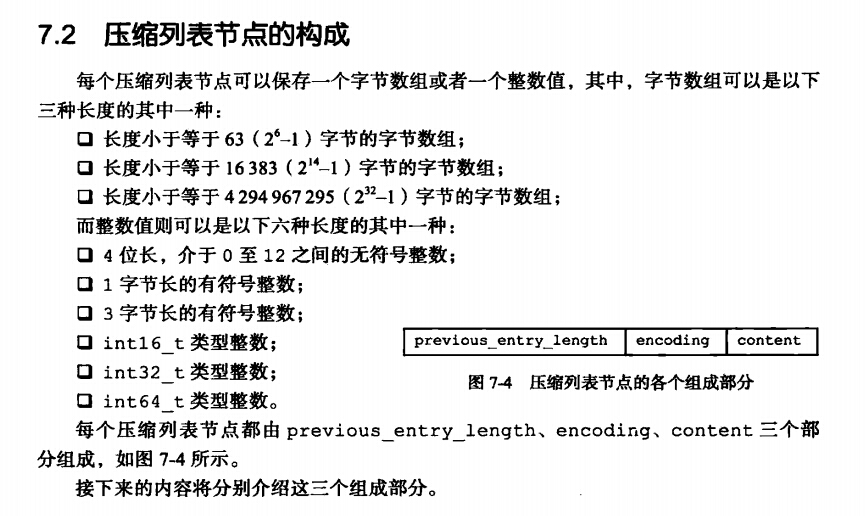 7.2 压缩列表节点的构成
每个压缩列表节点可以保存一个字节数组或者一个整数值，其中，字节数组可以是以下
三种长度的其中一种：
❑ 长度小于等于 63（2⁶–1）字节的字节数组；
❑ 长度小于等于 16 383（2¹⁴–1）字节的字节数组；
❑ 长度小于等于 4 294 967 295（2³²–1）字节的字节数组；
而整数值则可以是以下六种长度的其中一种：
❑ 4 位长，介于 0 至 12 之间的无符号整数；
❑ 1 字节长的有符号整数；
❑ 3 字节长的有符号整数；
❑ int16_t 类型整数；
❑ int32_t 类型整数；
❑ int64_t 类型整数。
previous_entry_length encoding content
图 7-4 压缩列表节点的各个组成部分
每个压缩列表节点都由 previous_entry_length、encoding、content 三个部
分组成，如图 7-4 所示。
接下来的内容将分别介绍这三个组成部分。